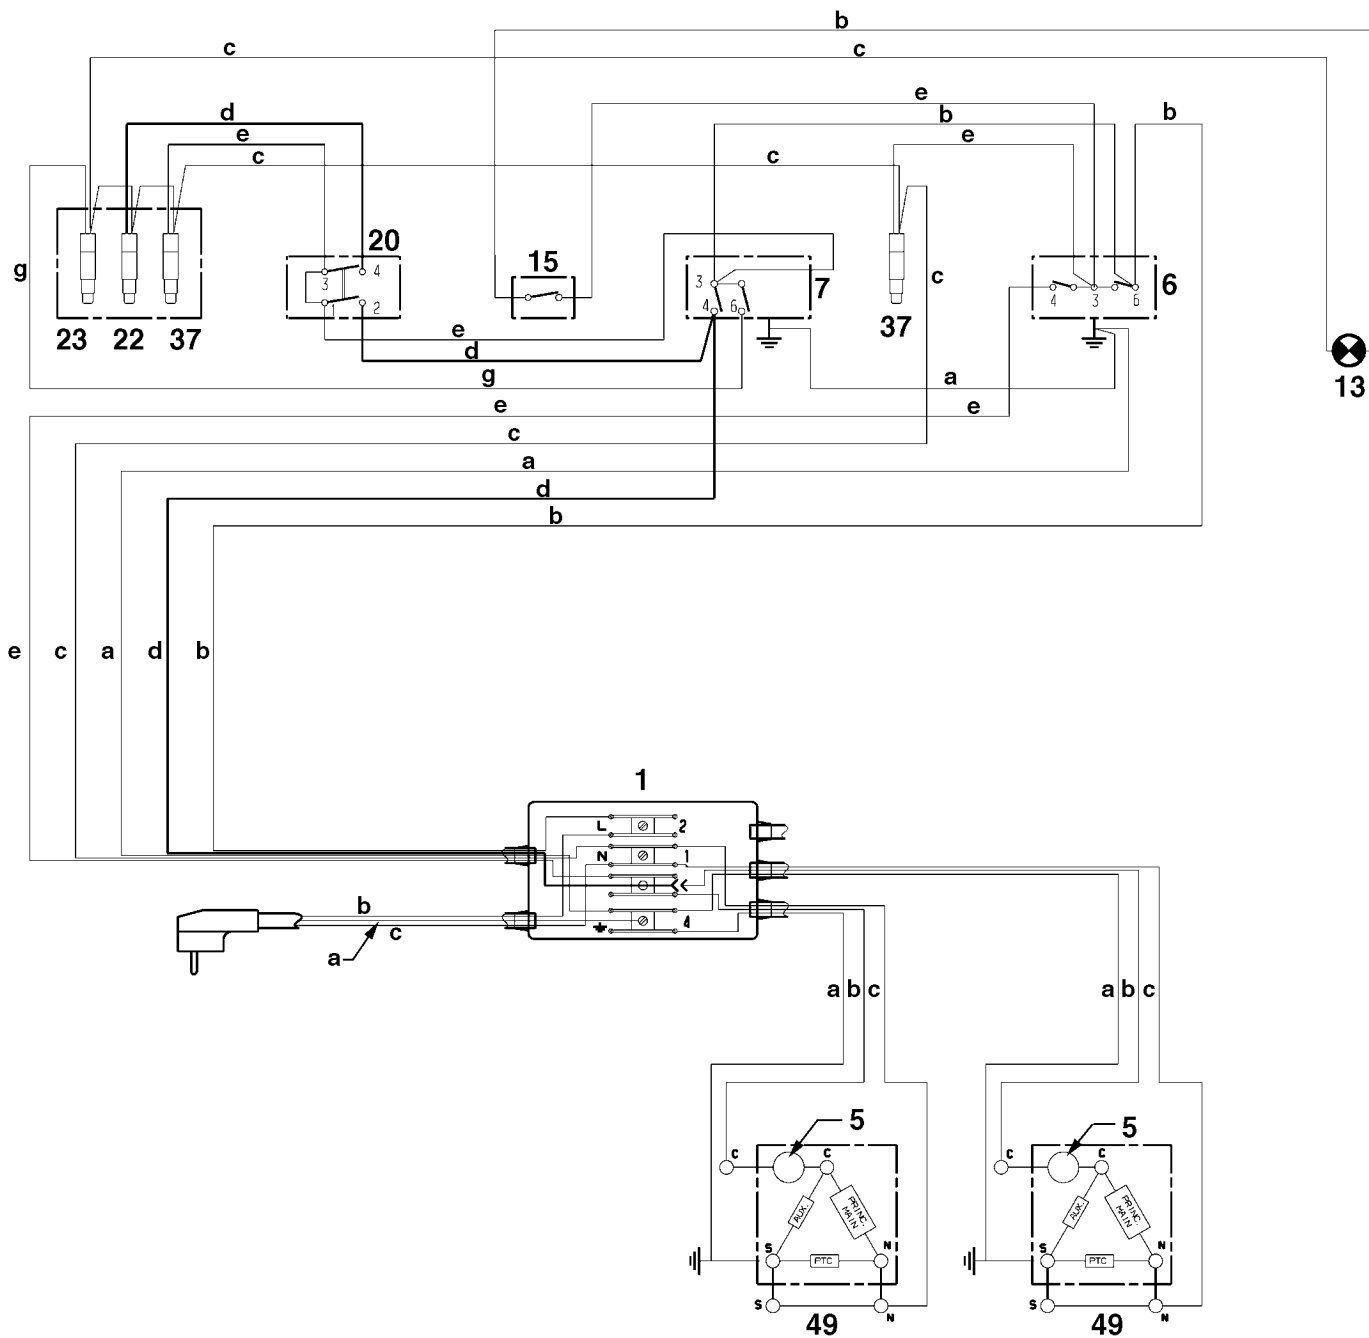 b
c c
d e b b
e e
c c
20
15
3 4
1 2
g
3
4 6
7
c
4 3 6
6
23 22 37
37
13
e
d
g a
e e
c
a
d
b
e c a d b
1
L 2
N 1
4
b
c
a
a b c a b c
5 5
C C C C
AUX. PRINC. MAIN AUX. PRINC. MAIN
S N S N
PTC PTC
S N S N
49 49